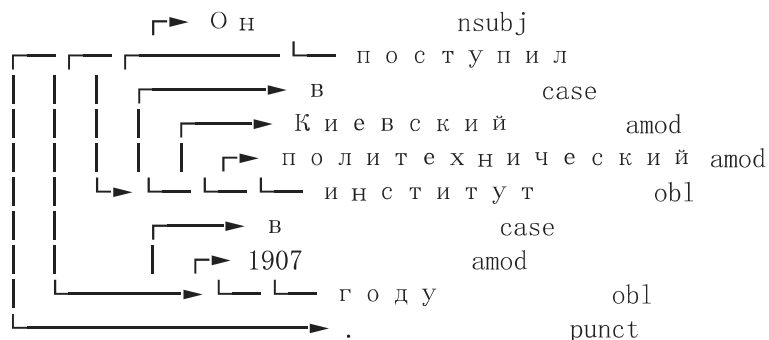 Он nsubj
поступил
в case
Киевский amod
политехнический amod
институт obl
в case
1907 amod
году obl
. punct